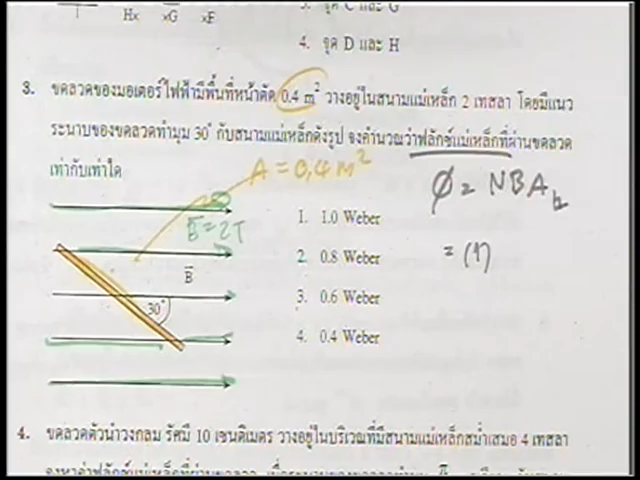 3. จุด C และ G
Hx xG xE
4. จุด D และ H
3. ขดลวดของมอเตอร์ไฟฟ้ามีพื้นที่หน้าตัด 0.4 m² วางอยู่ในสนามแม่เหล็ก 2 เทสลา โดยมีแนว
ระนาบของขดลวดทำมุม 30° กับสนามแม่เหล็กดังรูป จงคำนวณว่าฟลักซ์แม่เหล็กที่ผ่านขดลวด
เท่ากับเท่าใด
A = 0,4 m²
Ø = NBA
B = 2T
1. 1.0 Weber
= (1)
2. 0.8 Weber
B
30°
3. 0.6 Weber
4. 0.4 Weber
4. ขดลวดตัวนำวงกลม รัศมี 10 เซนติเมตร วางอยู่ในบริเวณที่มีสนามแม่เหล็กสม่ำเสมอ 4 เทสลา